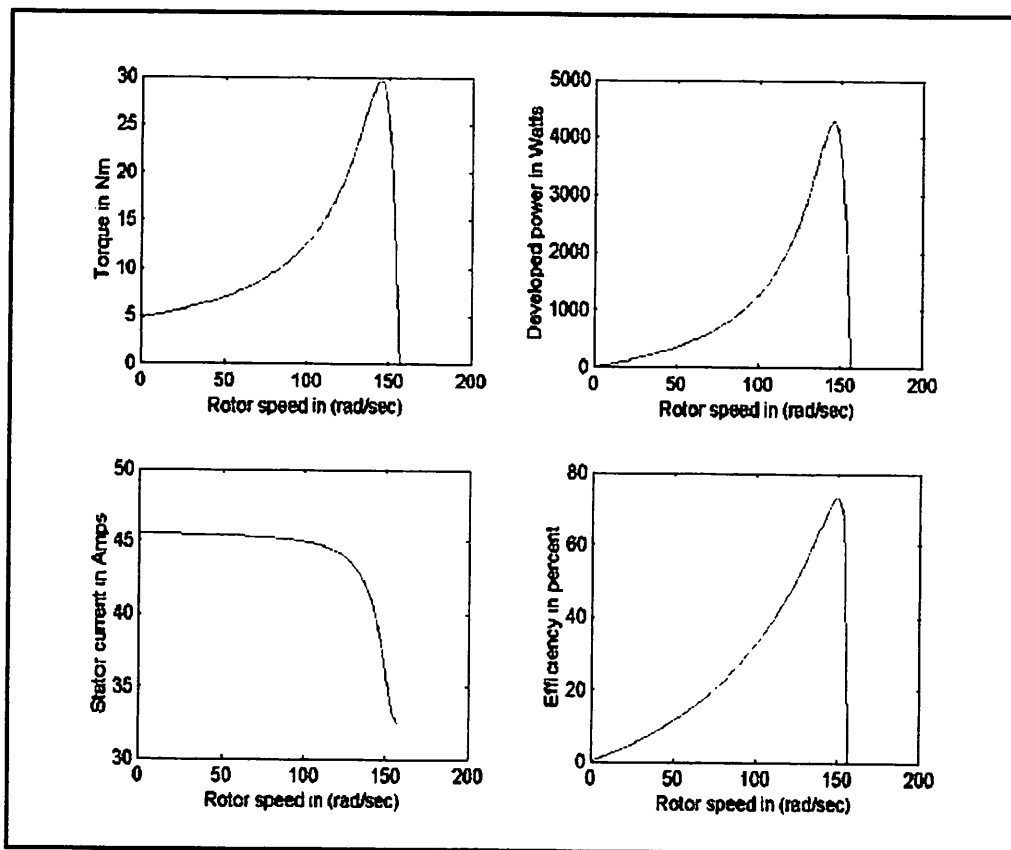 Torque in Nm
30
25
20
15
10
5
0
0 50 100 150 200
Rotor speed in (rad/sec)
Developed power in Watts
5000
4000
3000
2000
1000
0
0 50 100 150 200
Rotor speed in (rad/sec)
Stator current in Amps
50
45
40
35
30
0 50 100 150 200
Rotor speed in (rad/sec)
Efficiency in percent
80
60
40
20
0
0 50 100 150 200
Rotor speed in (rad/sec)